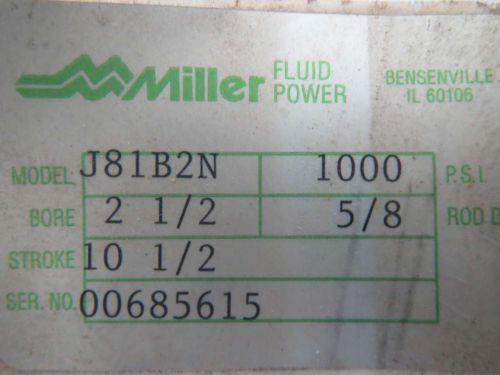 Miller FLUID POWER BENSENVILLE IL 60106
MODEL J81B2N 1000 P.S.I.
BORE 2 1/2 5/8 ROD D
STROKE 10 1/2
SER. NO. 00685615